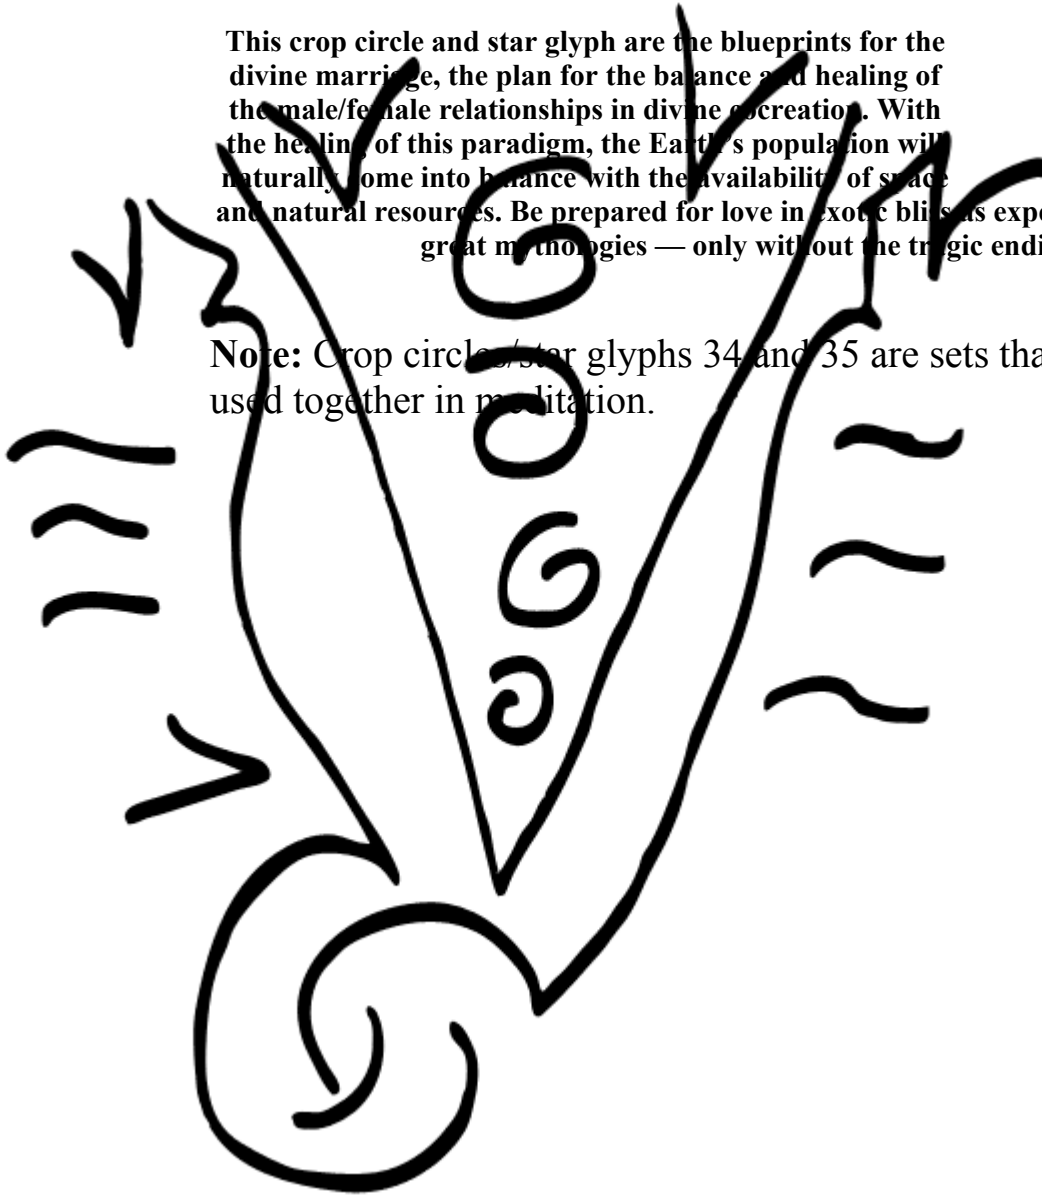 This crop circle and star glyph are the blueprints for the
divine marriage, the plan for the balance and healing of
the male/female relationships in divine cocreation. With
the healing of this paradigm, the Earth's population will
naturally come into balance with the availability of space
and natural resources. Be prepared for love in exotic bliss as
great mythologies — only without the tragic
Note: Crop circles/star glyphs 34 and 35 are sets
used together in meditation.